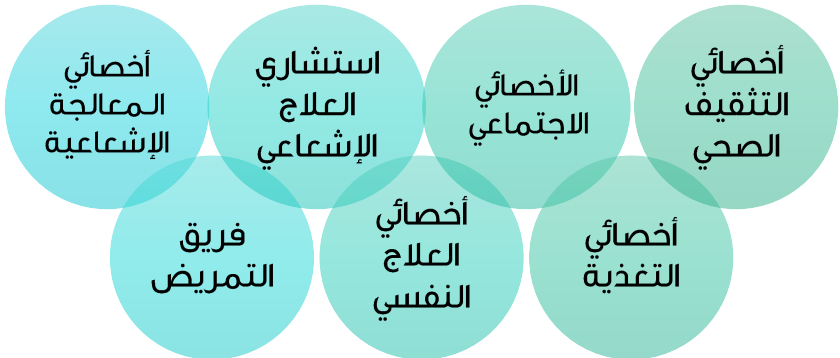 أخصائي
التثقيف
الصحي
الأخصائي
الاجتماعي
استشاري
العلاج
الإشعاعي
أخصائي
المعالجة
الإشعاعية
أخصائي
التغذية
أخصائي
العلاج
النفسي
فريق
التمريض